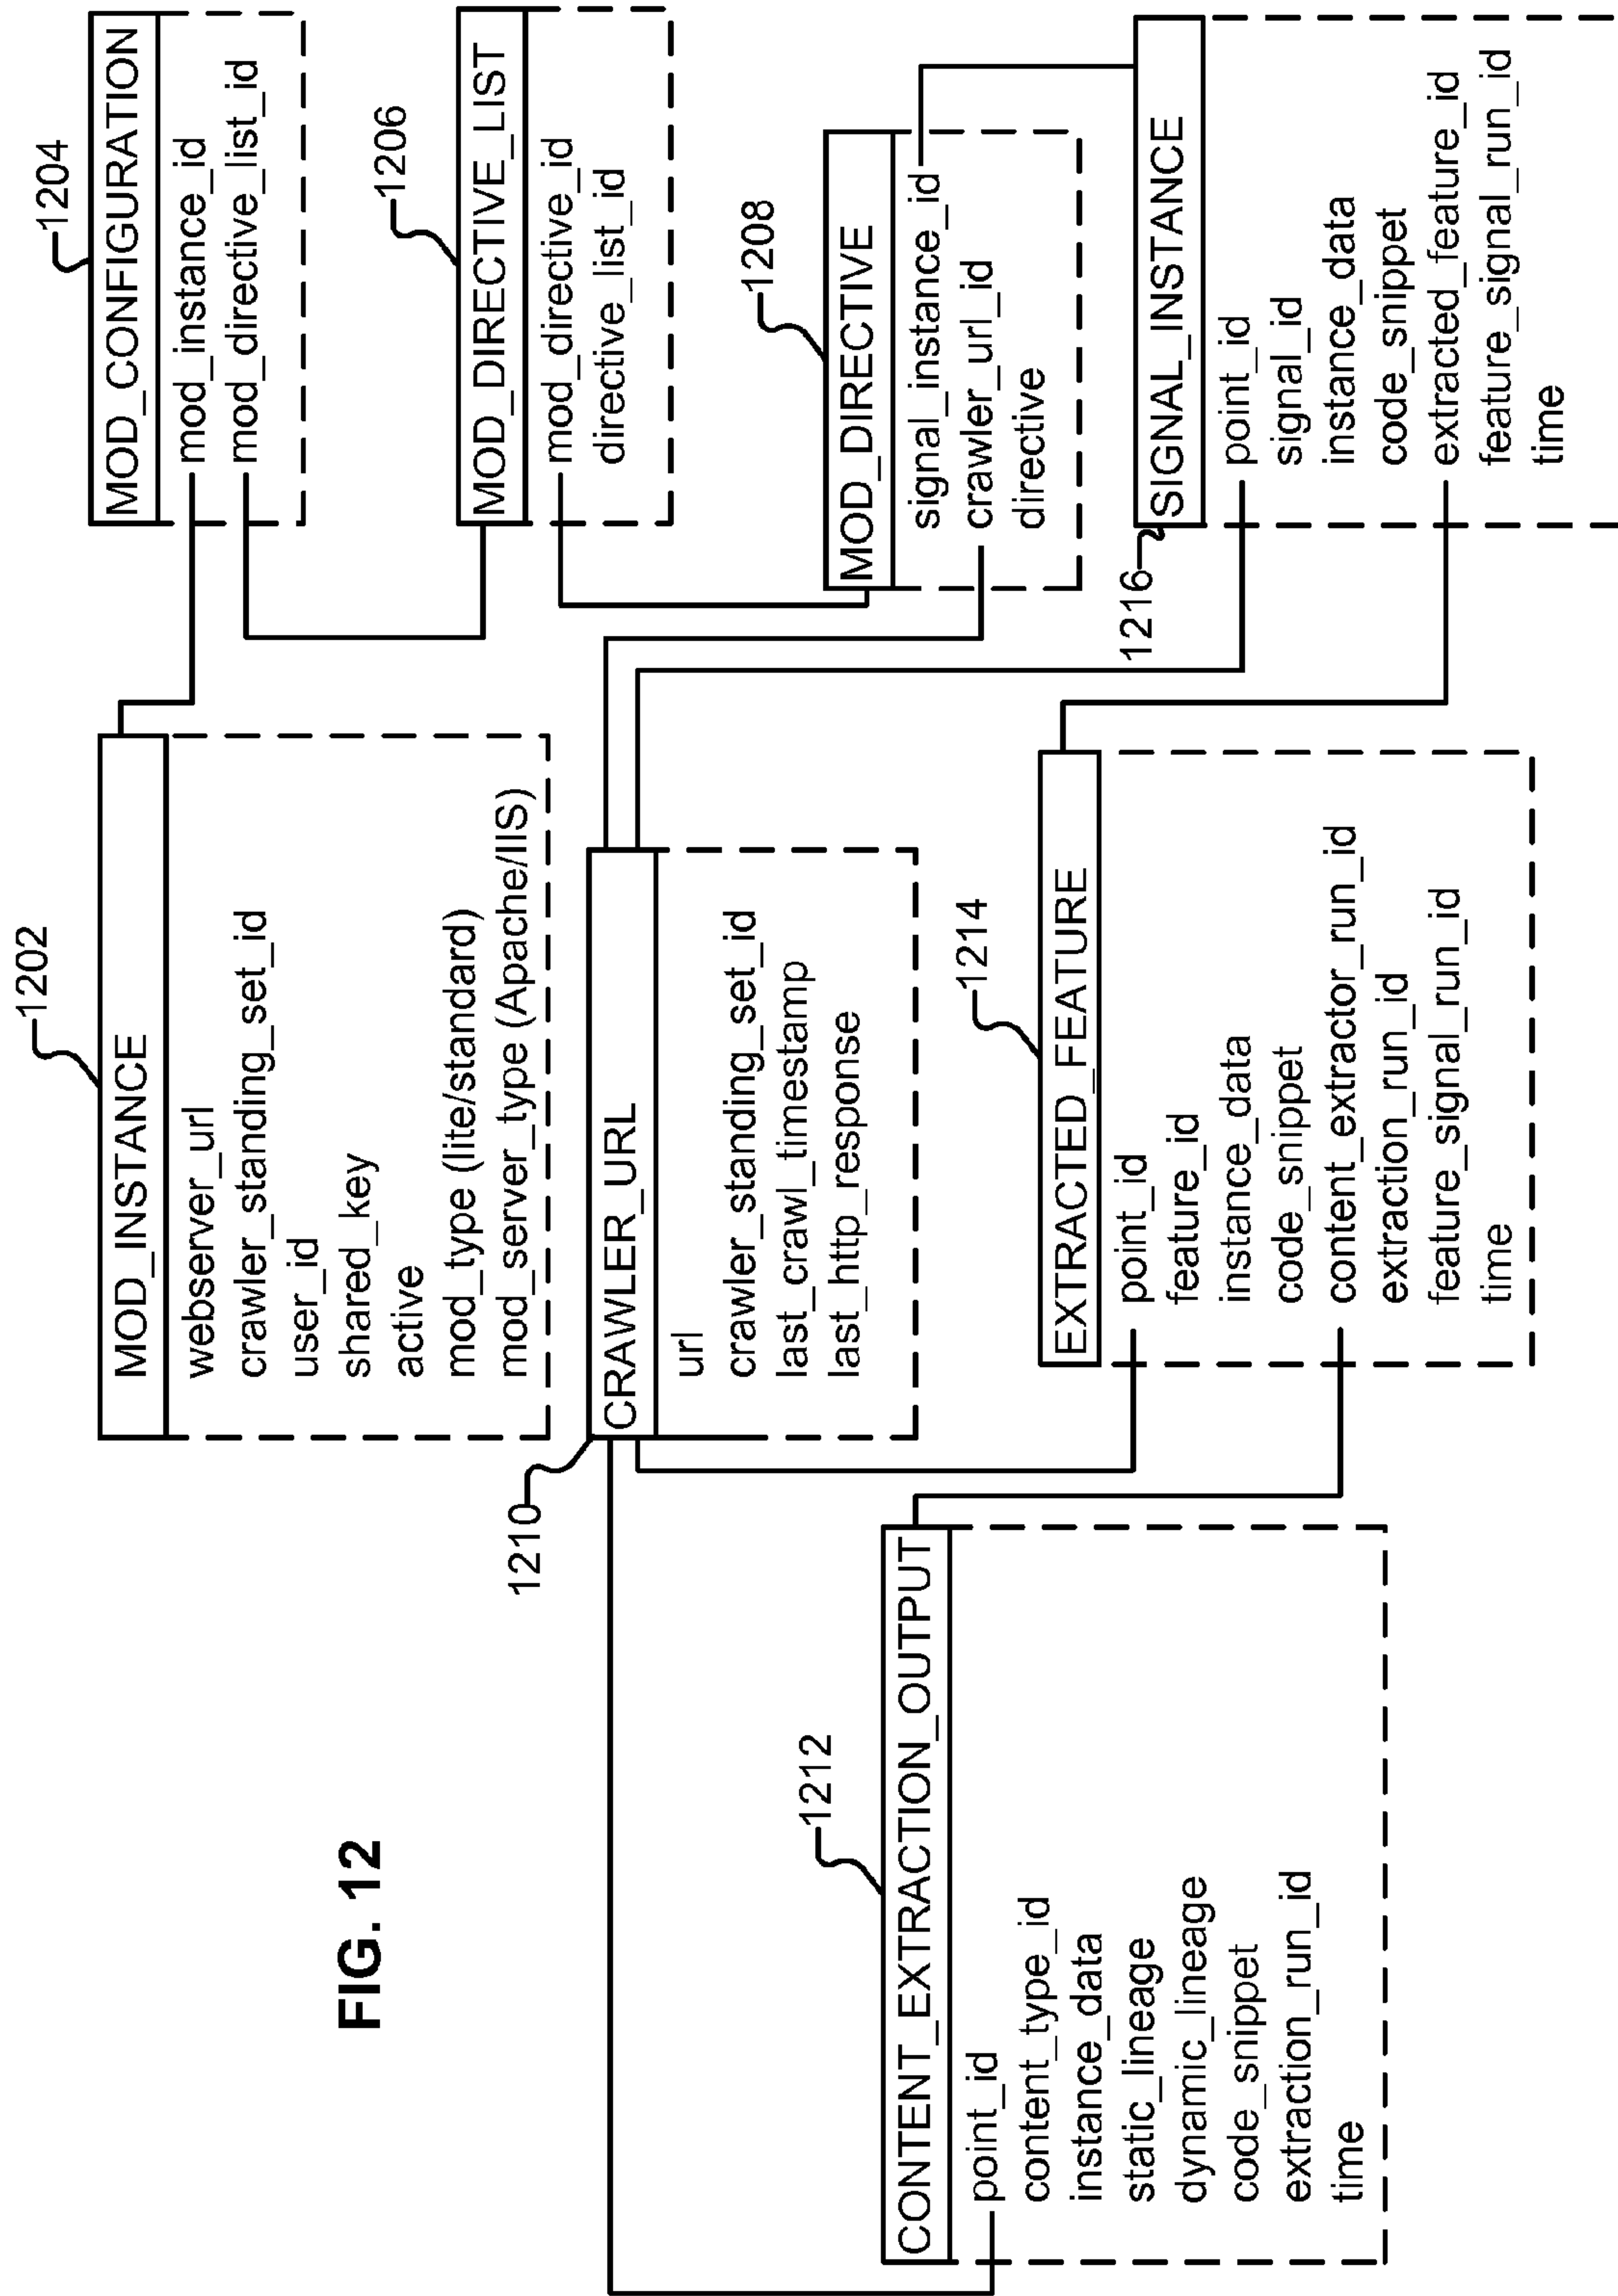 FIG. 12
1202
MOD_INSTANCE
webserver_url
crawler_standing_set_id
user_id
shared_key
active
mod_type (lite/standard)
mod_server_type (Apache/IIS)
1204
MOD_CONFIGURATION
mod_instance_id
mod_directive_list_id
1206
MOD_DIRECTIVE_LIST
mod_directive_id
directive_list_id
1208
MOD_DIRECTIVE
signal_instance_id
crawler_url_id
directive
1210
CRAWLER_URL
url
crawler_standing_set_id
last_crawl_timestamp
last_http_response
1212
CONTENT_EXTRACTION_OUTPUT
point_id
content_type_id
instance_data
static_lineage
dynamic_lineage
code_snippet
extraction_run_id
time
1214
EXTRACTED_FEATURE
point_id
feature_id
instance_data
code_snippet
content_extractor_run_id
extraction_run_id
feature_signal_run_id
time
1216
SIGNAL_INSTANCE
point_id
signal_id
instance_data
code_snippet
extracted_feature_id
feature_signal_run_id
time